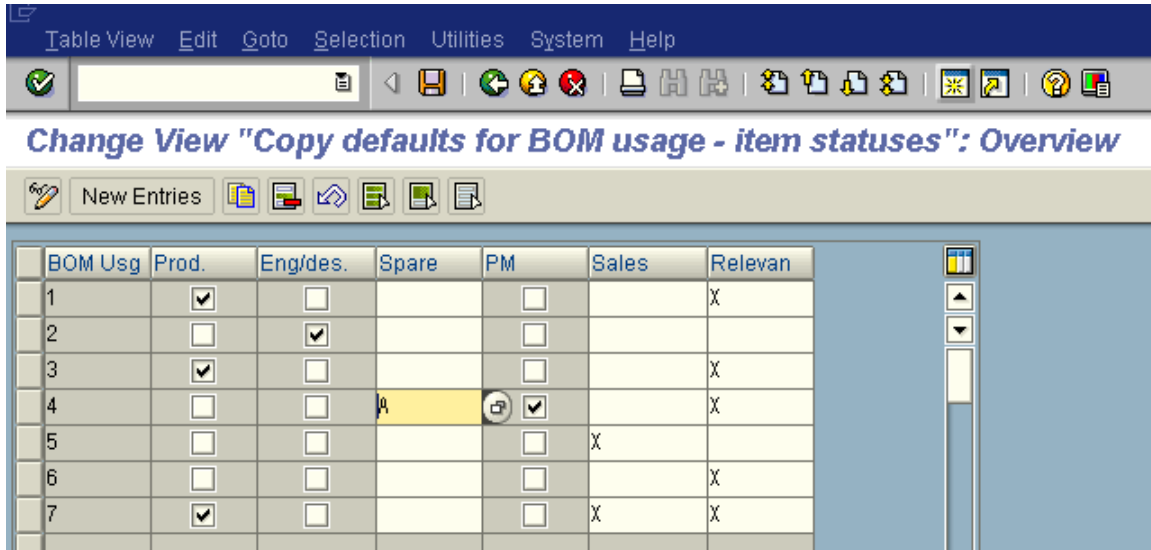 Table View Edit Goto Selection Utilities System Help
Change View "Copy defaults for BOM usage - item statuses": Overview
New Entries
BOM Usg Prod. Eng/des. Spare PM Sales Relevan
1 X
2
3 X
4 A X
5 X
6 X
7 X X